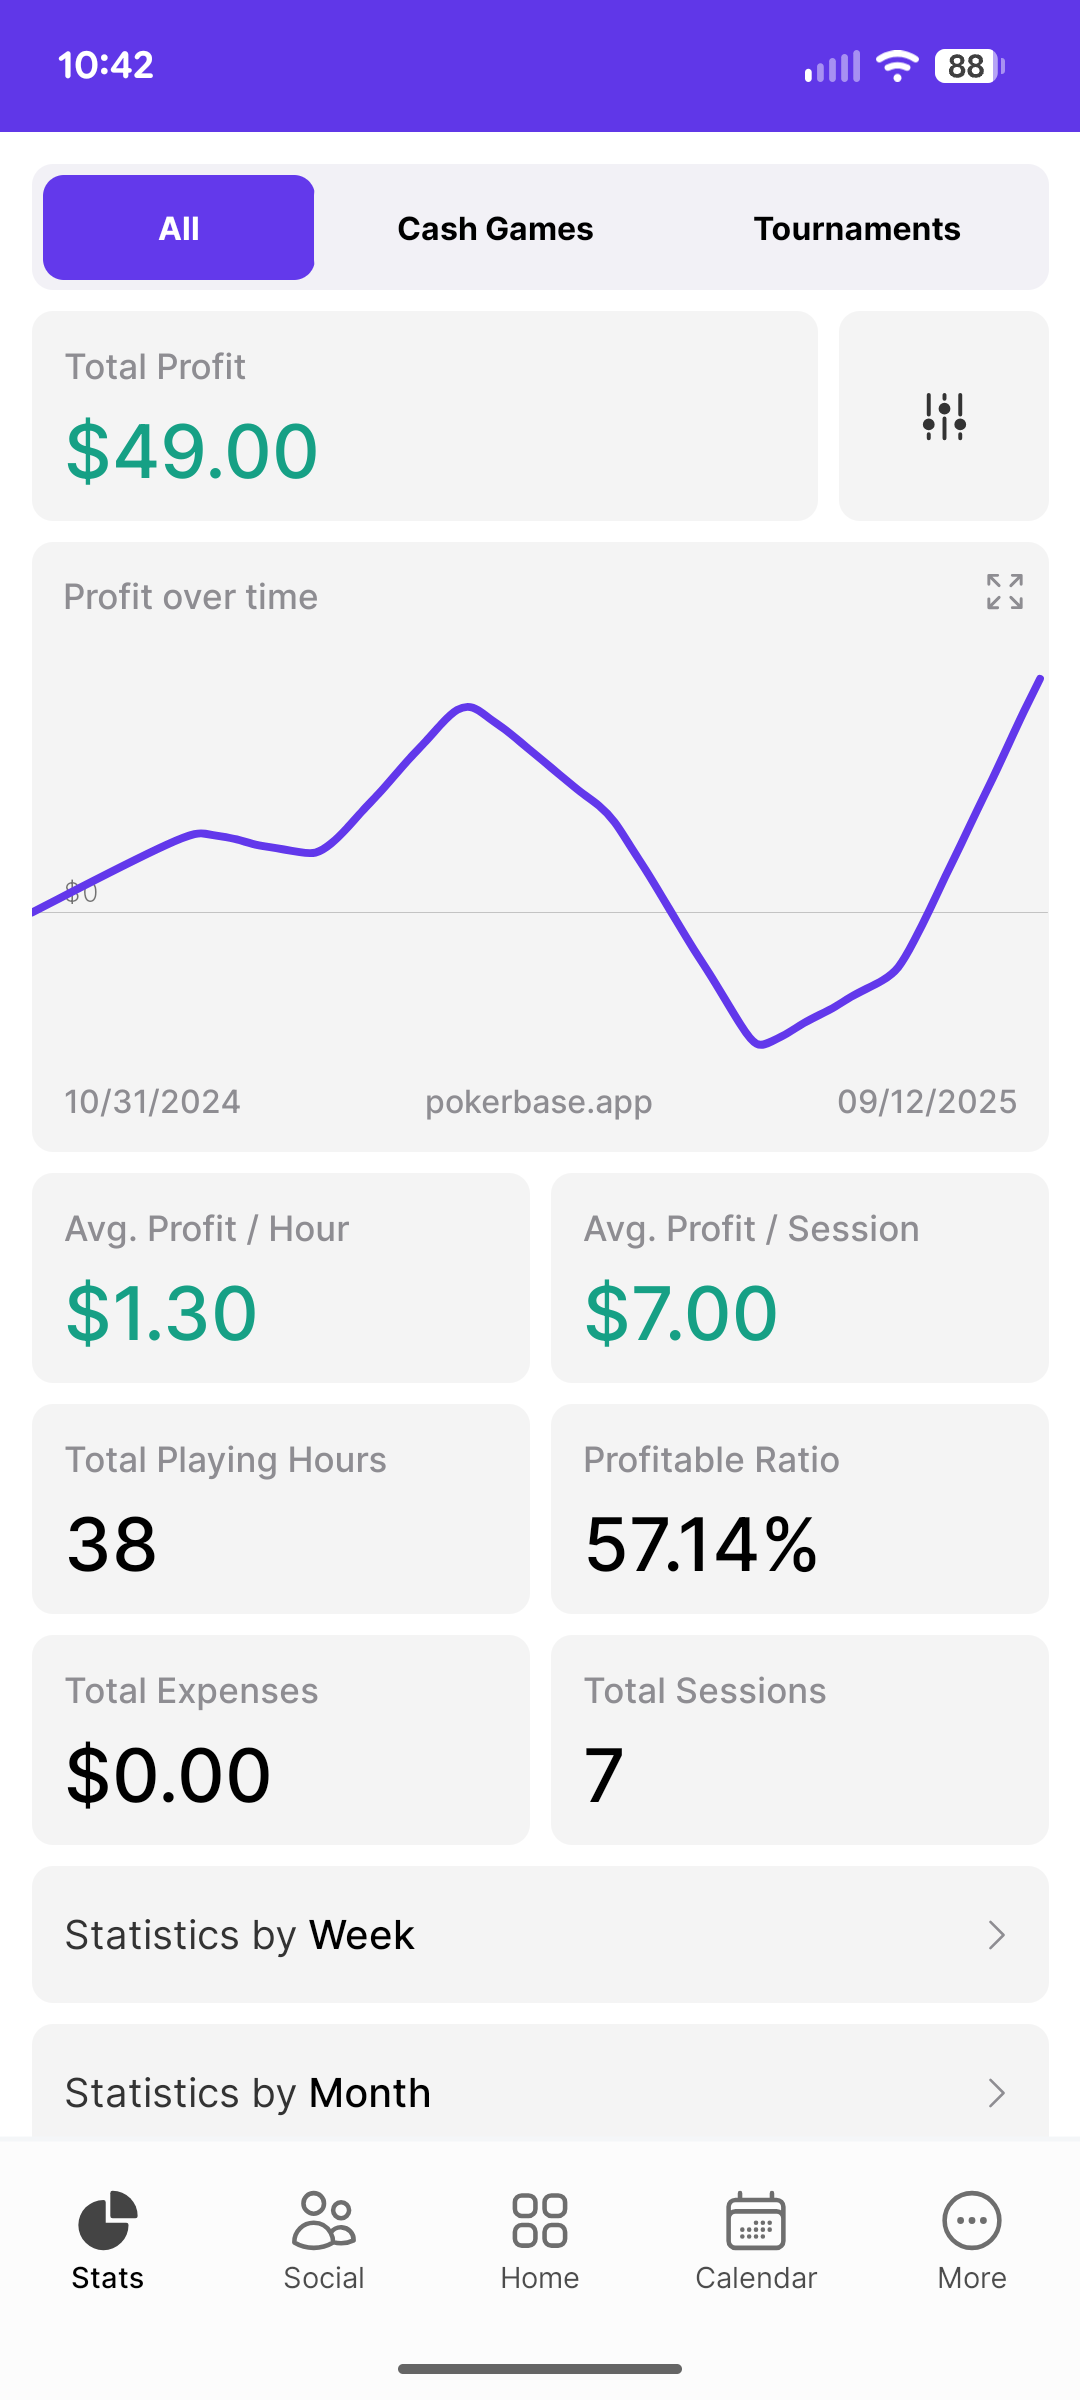 10:42
88
All
Cash Games
Tournaments
Total Profit
$49.00
Profit over time
$0
10/31/2024
pokerbase.app
09/12/2025
Avg. Profit / Hour
$1.30
Avg. Profit / Session
$7.00
Total Playing Hours
38
Profitable Ratio
57.14%
Total Expenses
$0.00
Total Sessions
7
Statistics by Week
Statistics by Month
Stats
Social
Home
Calendar
More